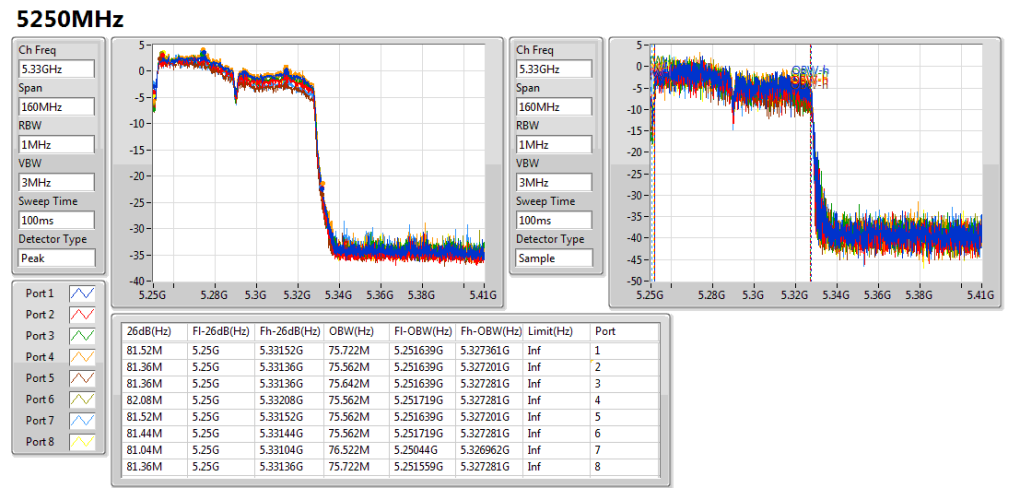 5250MHz
Ch Freq
5.33GHz
Span
160MHz
RBW
1MHz
VBW
3MHz
Sweep Time
100ms
Detector Type
Peak
5
0
-5
-10
-15
-20
-25
-30
-35
-40
5.25G 5.28G 5.3G 5.32G 5.34G 5.36G 5.38G 5.41G
Ch Freq
5.33GHz
Span
160MHz
RBW
1MHz
VBW
3MHz
Sweep Time
100ms
Detector Type
Sample
5
0
-5
-10
-15
-20
-25
-30
-35
-40
-45
-50
OBW-h
OBW-h
5.25G 5.28G 5.3G 5.32G 5.34G 5.36G 5.38G 5.41G
Port 1
Port 2
Port 3
Port 4
Port 5
Port 6
Port 7
Port 8
26dB(Hz) Fl-26dB(Hz) Fh-26dB(Hz) OBW(Hz) Fl-OBW(Hz) Fh-OBW(Hz) Limit(Hz) Port
81.52M 5.25G 5.33152G 75.722M 5.251639G 5.327361G Inf 1
81.36M 5.25G 5.33136G 75.562M 5.251639G 5.327201G Inf 2
81.36M 5.25G 5.33136G 75.642M 5.251639G 5.327281G Inf 3
82.08M 5.25G 5.33208G 75.562M 5.251719G 5.327281G Inf 4
81.52M 5.25G 5.33152G 75.562M 5.251639G 5.327201G Inf 5
81.44M 5.25G 5.33144G 75.562M 5.251719G 5.327281G Inf 6
81.04M 5.25G 5.33104G 76.522M 5.25044G 5.326962G Inf 7
81.36M 5.25G 5.33136G 75.722M 5.251559G 5.327281G Inf 8